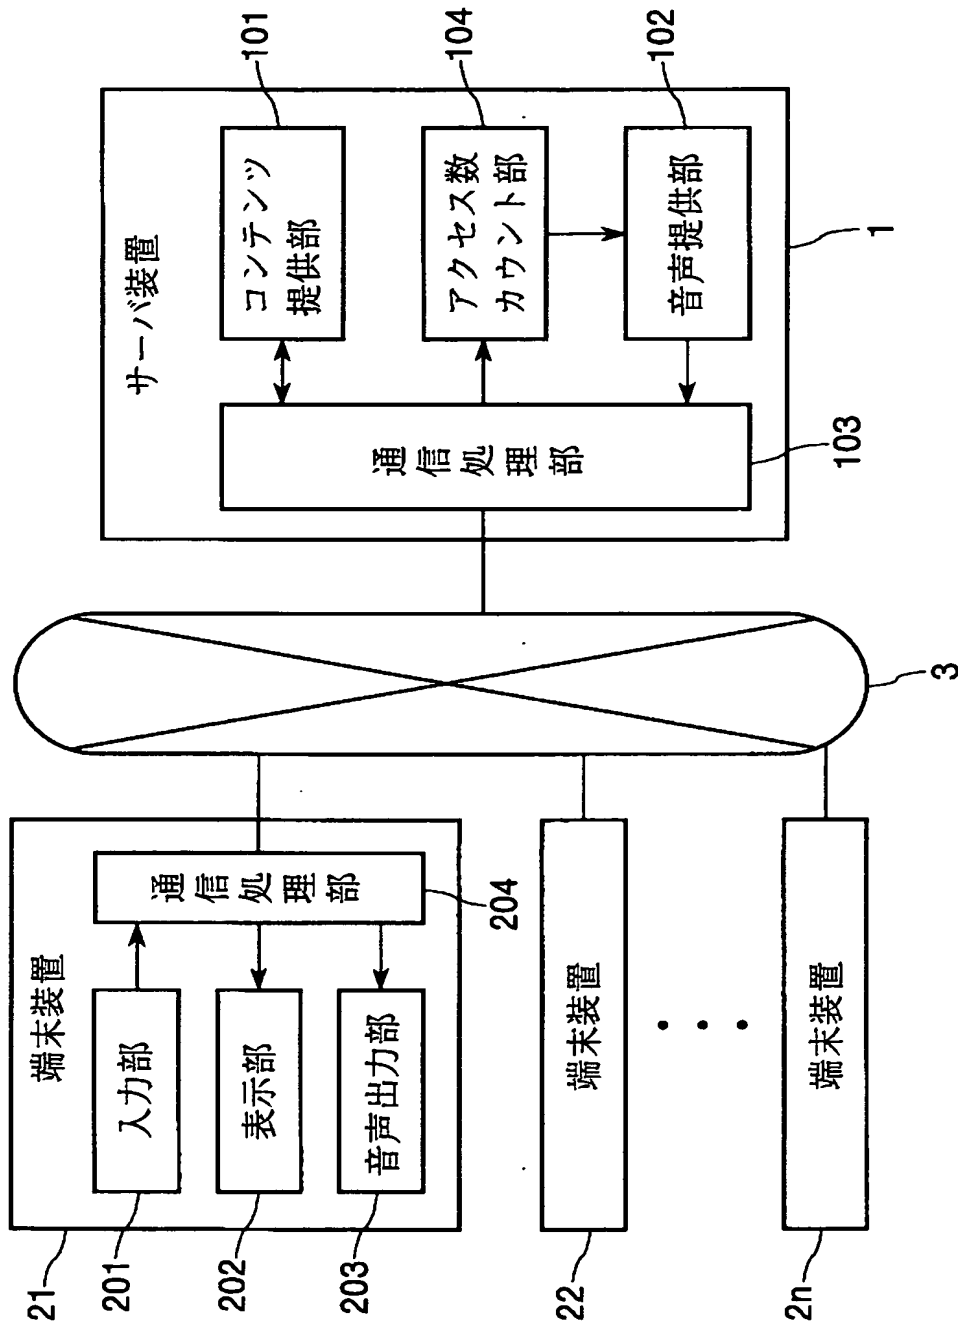 サーバ装置
コンテンツ
提供部
101
アクセス数
カウント部
104
音声提供部
102
通信処理部
103
1
3
端末装置
通信処理部
204
入力部
201
表示部
202
音声出力部
203
21
端末装置
22
端末装置
2n